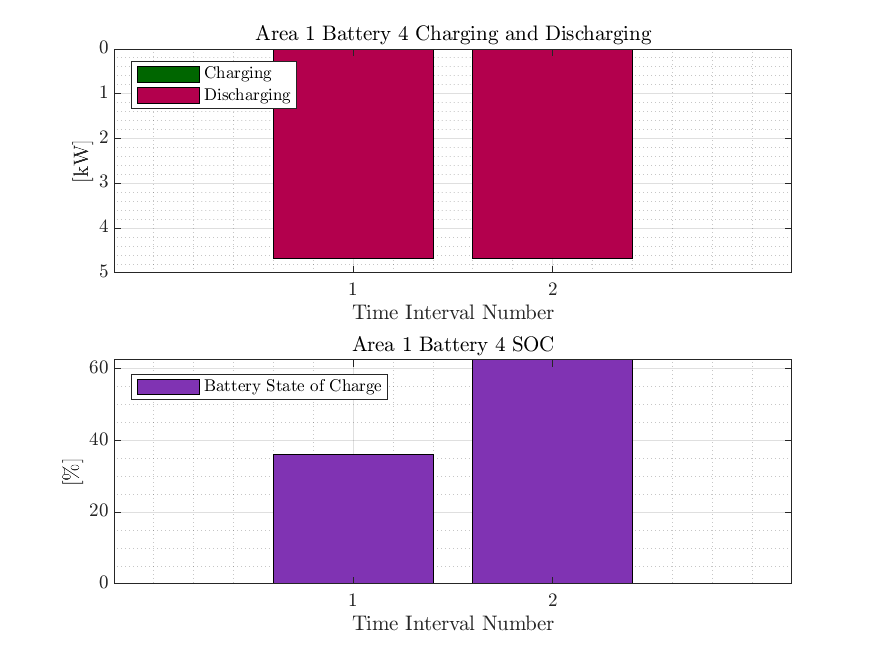 Area 1 Battery 4 Charging and Discharging
0
1
2
3
4
5
[kW]
Charging
Discharging
1 2
Time Interval Number
Area 1 Battery 4 SOC
60
40
20
0
[%]
Battery State of Charge
1 2
Time Interval Number